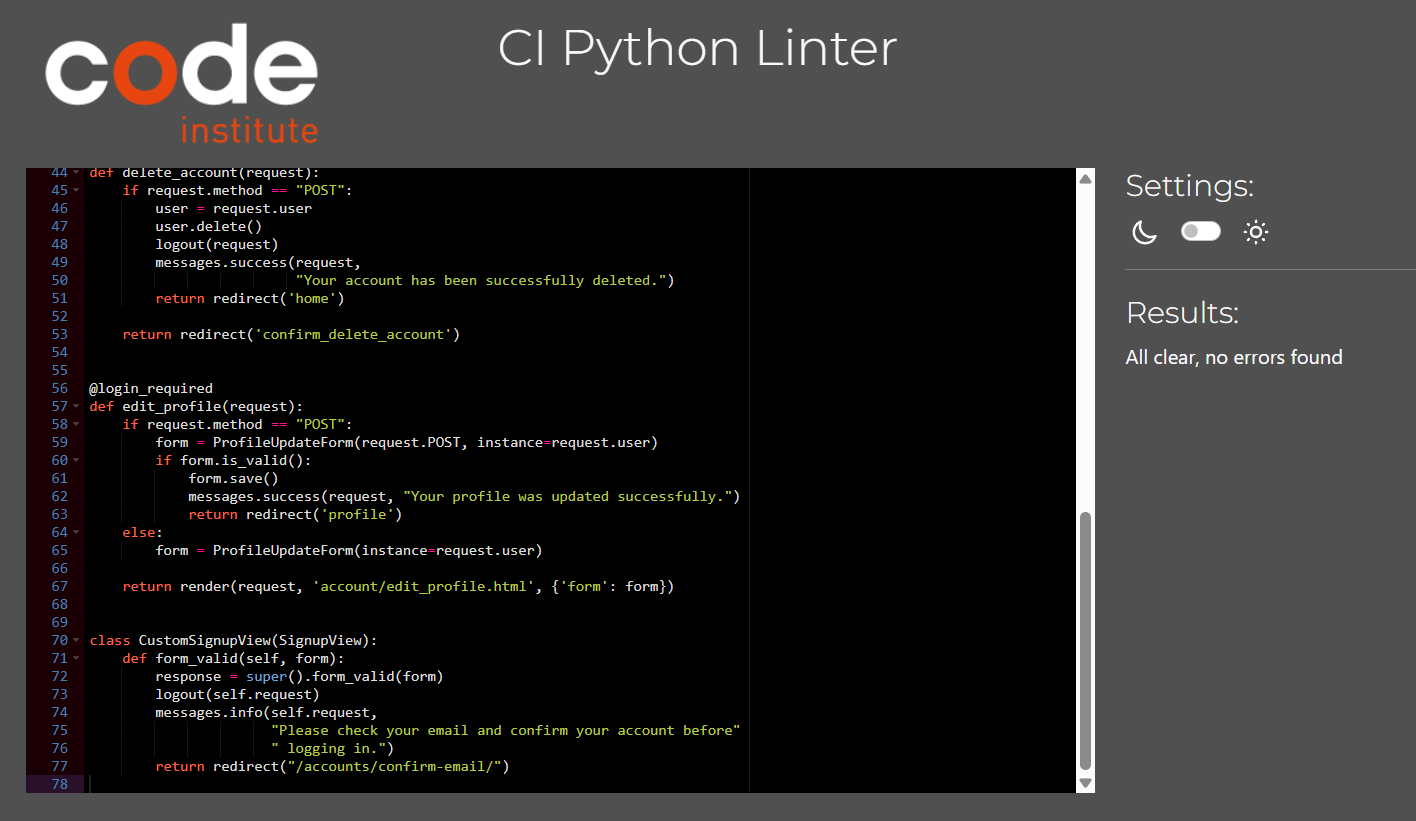 code
institute
CI Python Linter
44 def delete_account(request):
45     if request.method == "POST":
46         user = request.user
47         user.delete()
48         logout(request)
49         messages.success(request,
50                          "Your account has been successfully deleted.")
51         return redirect('home')
52
53     return redirect('confirm_delete_account')
54
55
56 @login_required
57 def edit_profile(request):
58     if request.method == "POST":
59         form = ProfileUpdateForm(request.POST, instance=request.user)
60         if form.is_valid():
61             form.save()
62             messages.success(request, "Your profile was updated successfully.")
63             return redirect('profile')
64     else:
65         form = ProfileUpdateForm(instance=request.user)
66
67     return render(request, 'account/edit_profile.html', {'form': form})
68
69
70 class CustomSignupView(SignupView):
71     def form_valid(self, form):
72         response = super().form_valid(form)
73         logout(self.request)
74         messages.info(self.request,
75                       "Please check your email and confirm your account before"
76                       " logging in.")
77         return redirect("/accounts/confirm-email/")
78
Settings:
Results:
All clear, no errors found